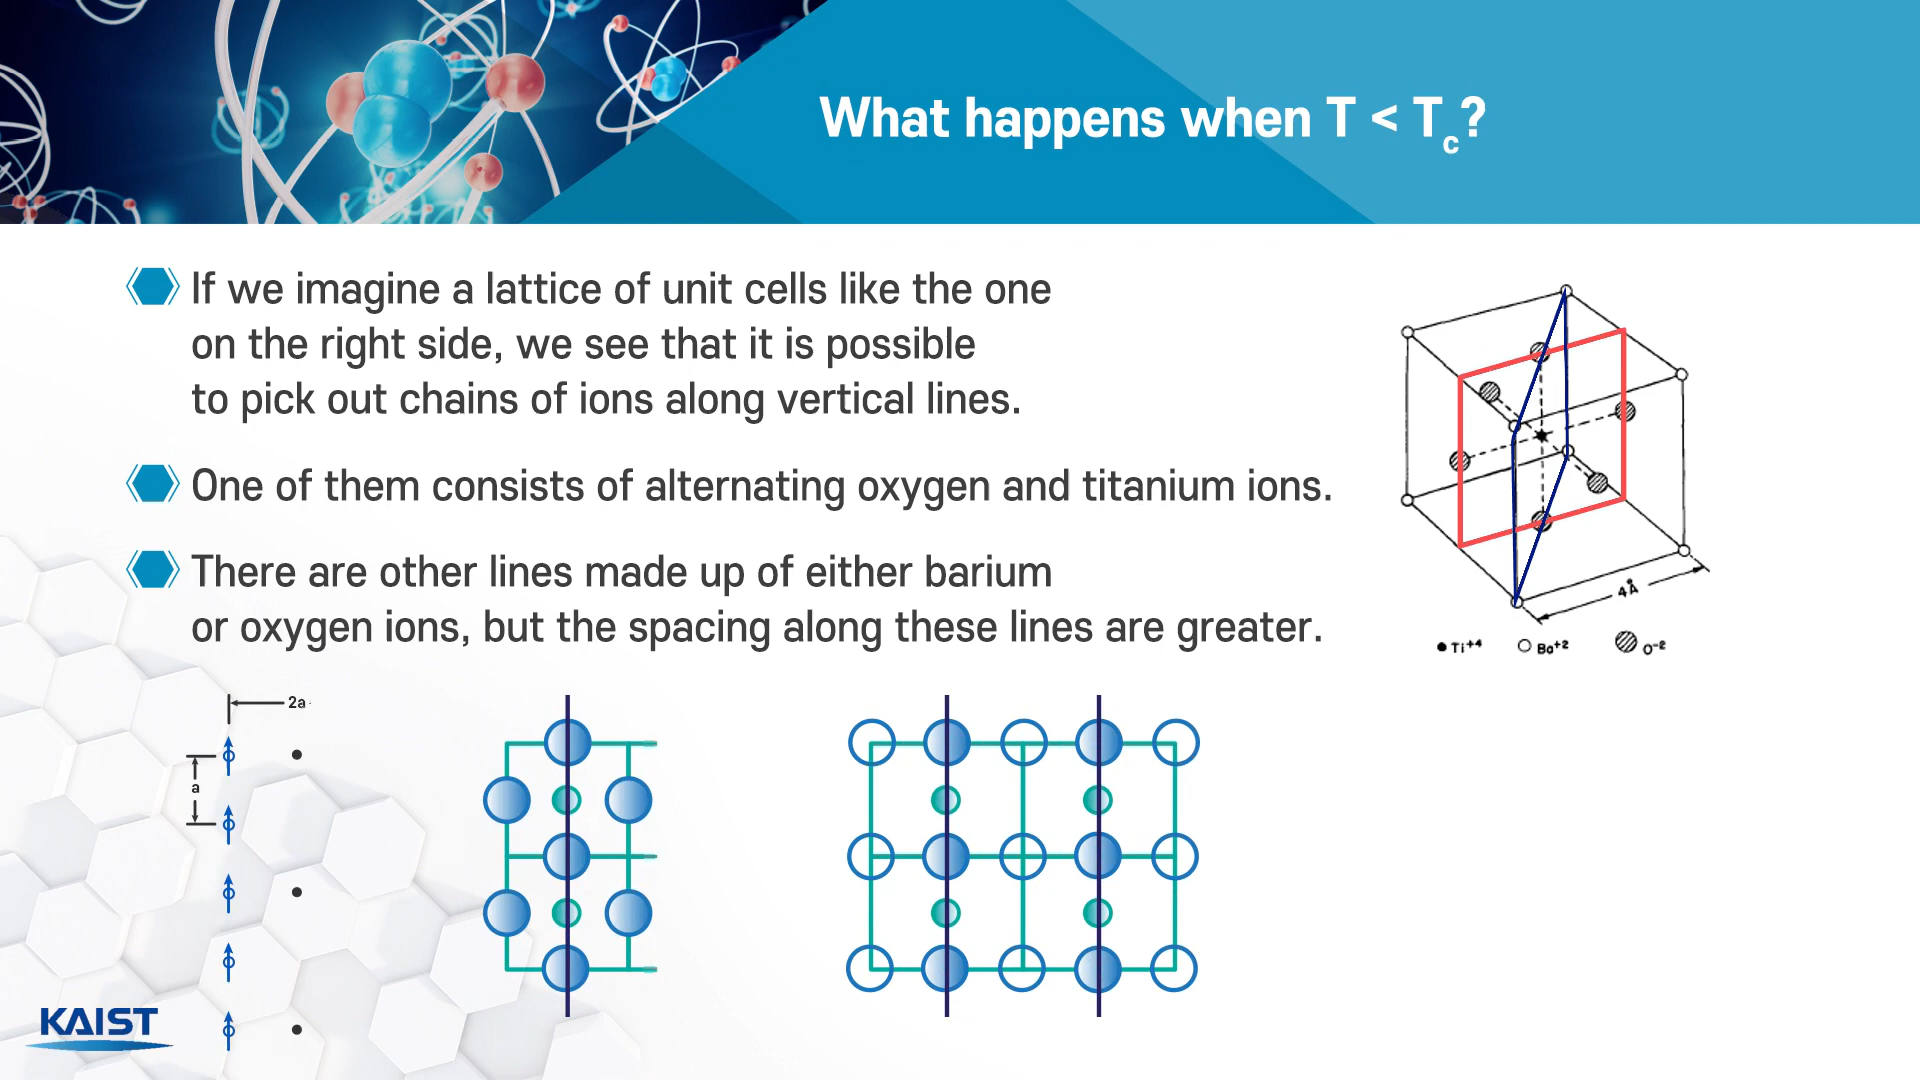 What happens when T < Tc?
If we imagine a lattice of unit cells like the one
on the right side, we see that it is possible
to pick out chains of ions along vertical lines.
One of them consists of alternating oxygen and titanium ions.
There are other lines made up of either barium
or oxygen ions, but the spacing along these lines are greater.
4Å
Ti+4 Ba+2 O-2
2a
a
KAIST